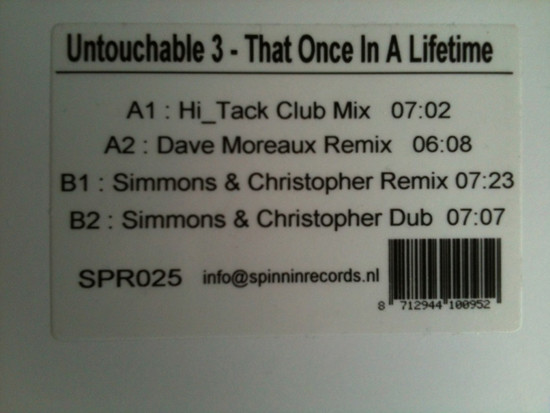 Untouchable 3 - That Once In A Lifetime
A1 : Hi_Tack Club Mix 07:02
A2 : Dave Moreaux Remix 06:08
B1 : Simmons & Christopher Remix 07:23
B2 : Simmons & Christopher Dub 07:07
SPR025 info@spinninrecords.nl
8 712944 100952